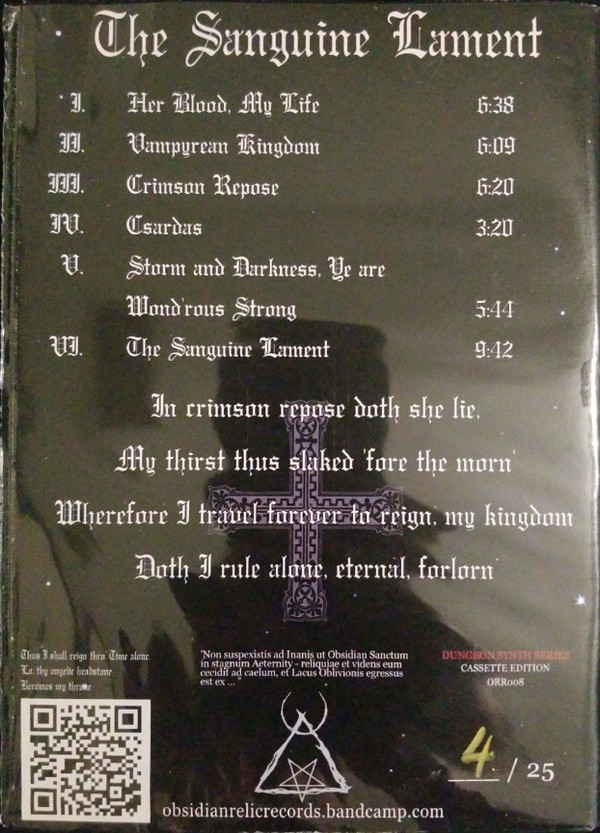 The Sanguine Lament
I. Her Blood, My Life 6:38
II. Vampyrean Kingdom 6:09
III. Crimson Repose 6:20
IV. Csardas 3:20
V. Storm and Darkness, Ye are
Wond'rous Strong 5:44
VI. The Sanguine Lament 9:42
In crimson repose doth she lie,
My thirst thus slaked 'fore the morn'
Wherefore I travel forever to reign, my kingdom
Doth I rule alone, eternal, forlorn
Thus I shall reign thro Time alone
Lo, thy angelic headstone
Becomes my throne
"Non suspexistis ad Inanis ut Obsidian Sanctum
in stagnum Aeternity - reliquiae et videns eum
cecidif ad caelum, et Lacus Oblivionis egressus
est ex ... "
DUNGEON SYNTH SERIES
CASSETTE EDITION
ORR008
4 / 25
obsidianrelicrecords.bandcamp.com